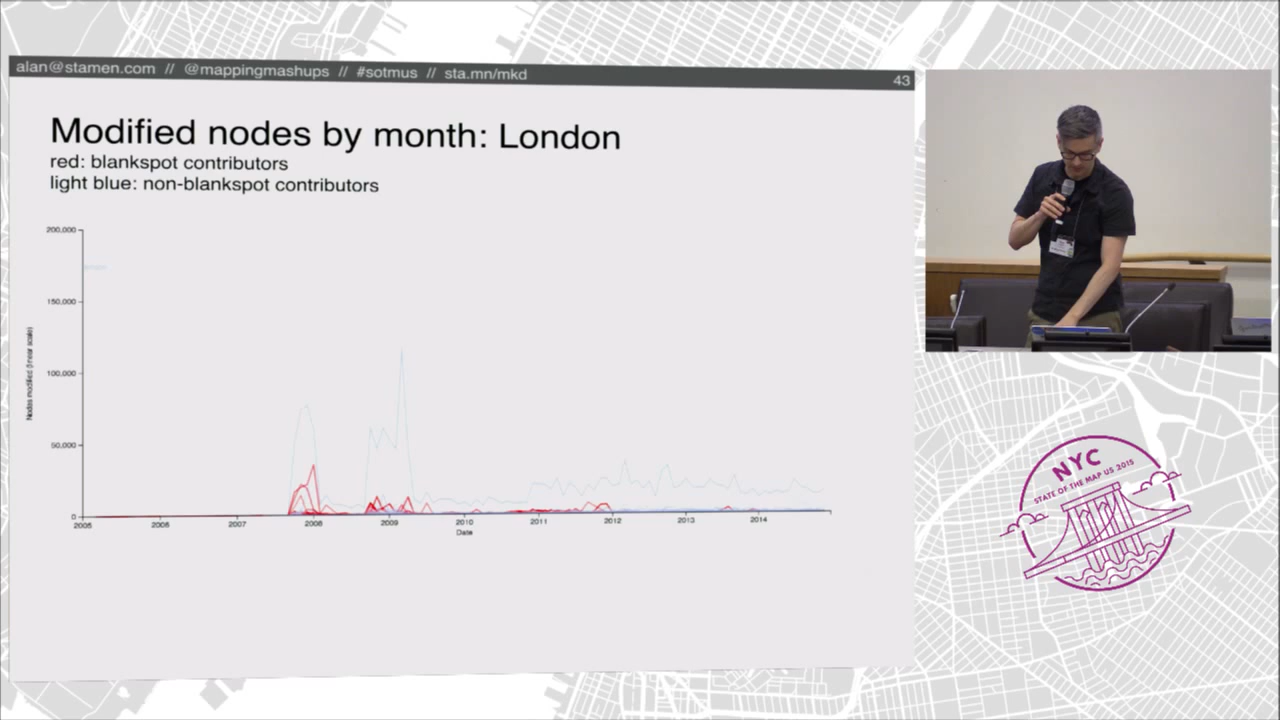 alan@stamen.com // @mappingmashups // #sotmus // sta.mn/mkd
43
Modified nodes by month: London
red: blankspot contributors
light blue: non-blankspot contributors
200,000
150,000
100,000
50,000
0
Nodes modified (linear scale)
2005 2006 2007 2008 2009 2010 2011 2012 2013 2014
Date
NYC
STATE OF THE MAP US 2015